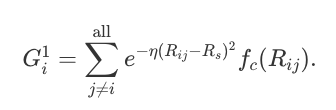 $G_i^1 = \sum_{j \neq i}^{\text{all}} e^{-\eta(R_{ij}-R_s)^2} f_c(R_{ij}).$